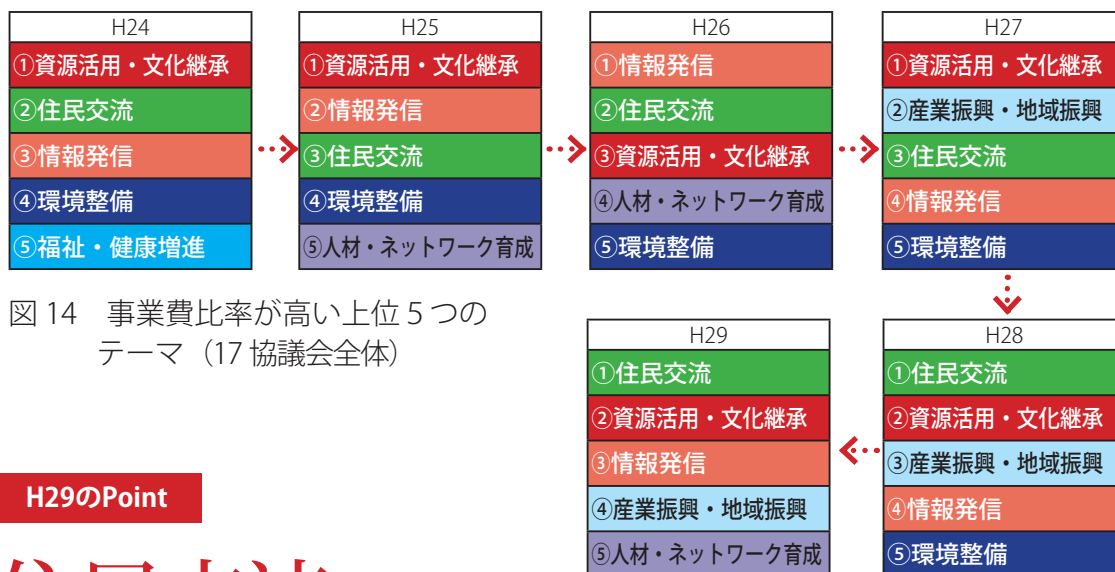 H24
①資源活用・文化継承
②住民交流
③情報発信
④環境整備
⑤福祉・健康増進
H25
①資源活用・文化継承
②情報発信
③住民交流
④環境整備
⑤人材・ネットワーク育成
H26
①情報発信
②住民交流
③資源活用・文化継承
④人材・ネットワーク育成
⑤環境整備
H27
①資源活用・文化継承
②産業振興・地域振興
③住民交流
④情報発信
⑤環境整備
H28
①住民交流
②資源活用・文化継承
③産業振興・地域振興
④情報発信
⑤環境整備
H29
①住民交流
②資源活用・文化継承
③情報発信
④産業振興・地域振興
⑤人材・ネットワーク育成
図 14　事業費比率が高い上位 5 つの
テーマ（17 協議会全体）
H29のPoint